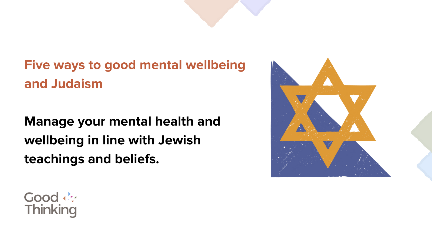 Five ways to good mental wellbeing
and Judaism
Manage your mental health and
wellbeing in line with Jewish
teachings and beliefs.
Good
Thinking